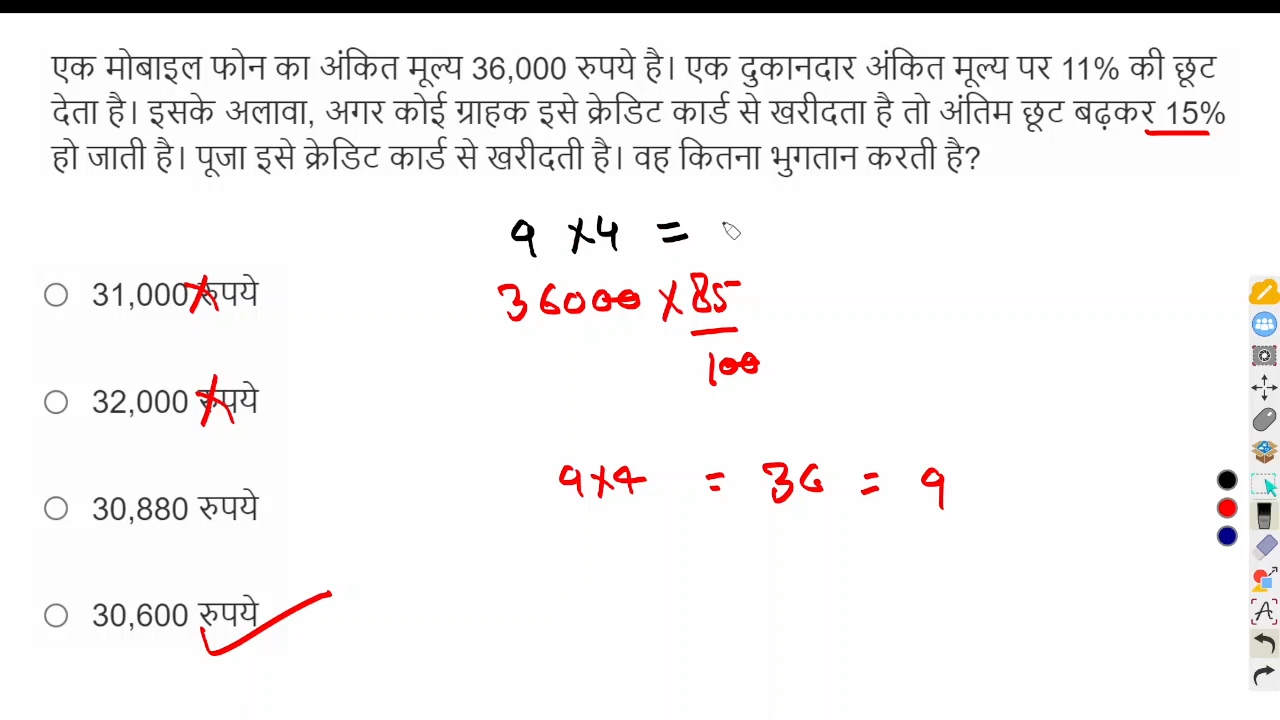 एक मोबाइल फोन का अंकित मूल्य 36,000 रुपये है। एक दुकानदार अंकित मूल्य पर 11% की छूट
देता है। इसके अलावा, अगर कोई ग्राहक इसे क्रेडिट कार्ड से खरीदता है तो अंतिम छूट बढ़कर 15%
हो जाती है। पूजा इसे क्रेडिट कार्ड से खरीदती है। वह कितना भुगतान करती है?
9 x 4 =
31,000 रुपये
36000 x 85
100
32,000 रुपये
9x4 = 36 = 9
30,880 रुपये
30,600 रुपये